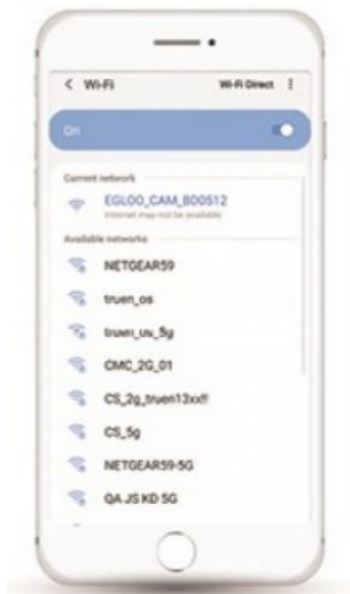 < Wi-Fi Wi-Fi Direct
On
Current network
EGLOO_CAM_BD0512
Internet may not be available
Available networks
NETGEAR59
truen_os
CMC_2G_01
CS_2g_truen13xx!!
CS_5g
NETGEAR59-5G
QA JS KD 5G